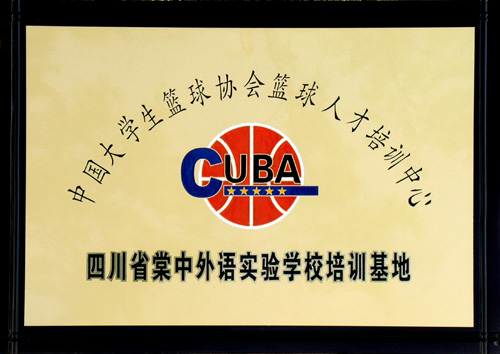 中国大学生篮球协会篮球人才培训中心
CUBA
四川省棠中外语实验学校培训基地